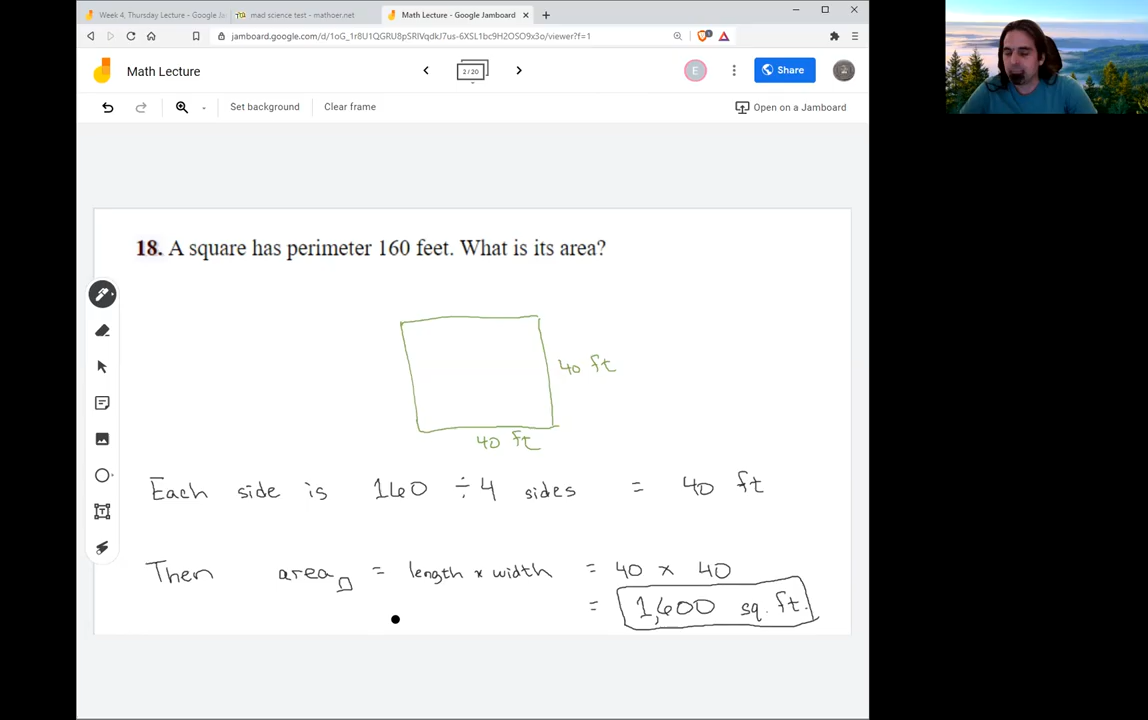 Week 4, Thursday Lecture - Google Ja
mad science test - mathoer.net
Math Lecture - Google Jamboard
jamboard.google.com/d/1oG_1r8U1QGRU8pSRIVqdkJ7us-6XSL1bc9H2OSO9x3o/viewer?f=1
Math Lecture
2/20
E
Share
Set background
Clear frame
Open on a Jamboard
18. A square has perimeter 160 feet. What is its area?
40 ft
40 ft
Each side is 160 ÷ 4 sides = 40 ft
Then area□ = length x width = 40 x 40
= 1,600 sq. ft.